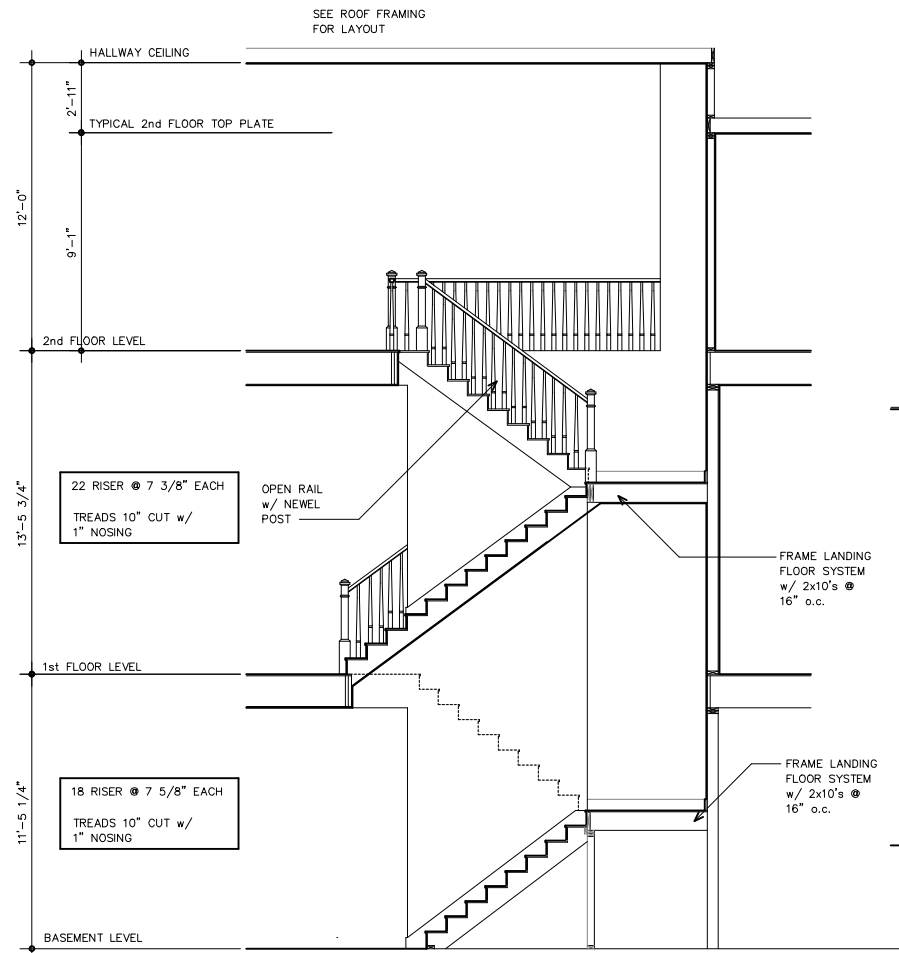 SEE ROOF FRAMING
FOR LAYOUT
HALLWAY CEILING
2'-11"
TYPICAL 2nd FLOOR TOP PLATE
12'-0"
9'-1"
2nd FLOOR LEVEL
22 RISER @ 7 3/8" EACH
TREADS 10" CUT w/
1" NOSING
13'-5 3/4"
OPEN RAIL
w/ NEWEL
POST
FRAME LANDING
FLOOR SYSTEM
w/ 2x10's @
16" o.c.
1st FLOOR LEVEL
18 RISER @ 7 5/8" EACH
TREADS 10" CUT w/
1" NOSING
11'-5 1/4"
FRAME LANDING
FLOOR SYSTEM
w/ 2x10's @
16" o.c.
BASEMENT LEVEL